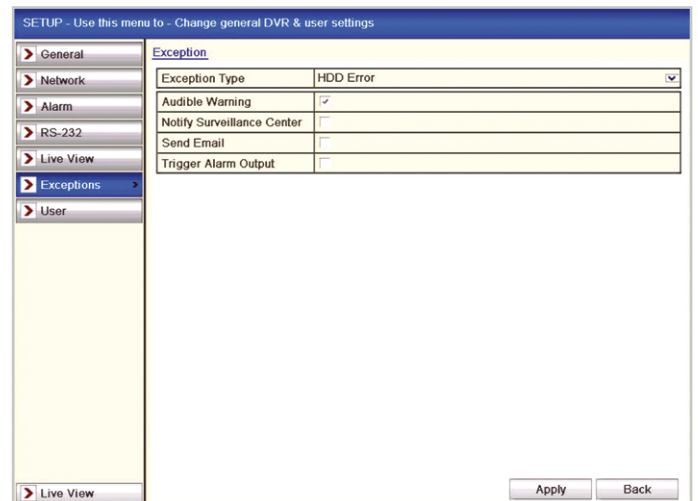 SETUP - Use this menu to - Change general DVR & user settings
General
Network
Alarm
RS-232
Live View
Exceptions
User
Live View
Exception
Exception Type HDD Error
Audible Warning
Notify Surveillance Center
Send Email
Trigger Alarm Output
Apply Back